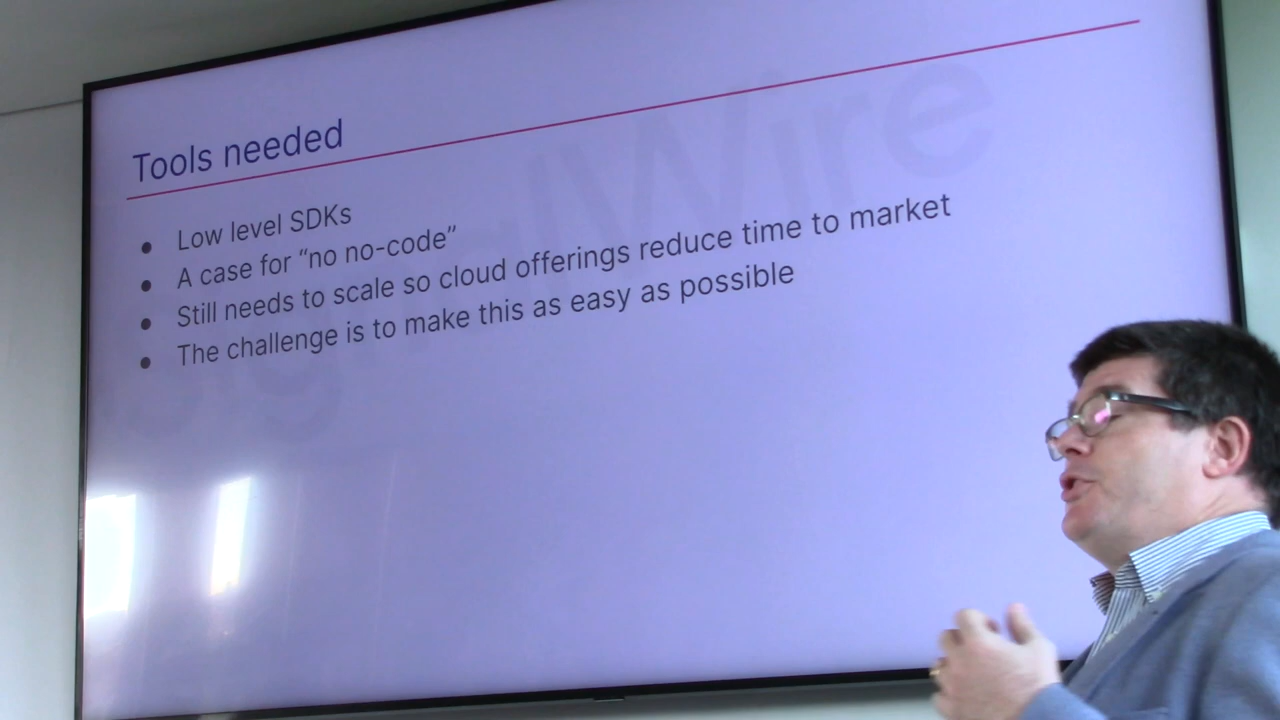 Tools needed
Low level SDKs
A case for “no no-code”
Still needs to scale so cloud offerings reduce time to market
The challenge is to make this as easy as possible
SignalWire